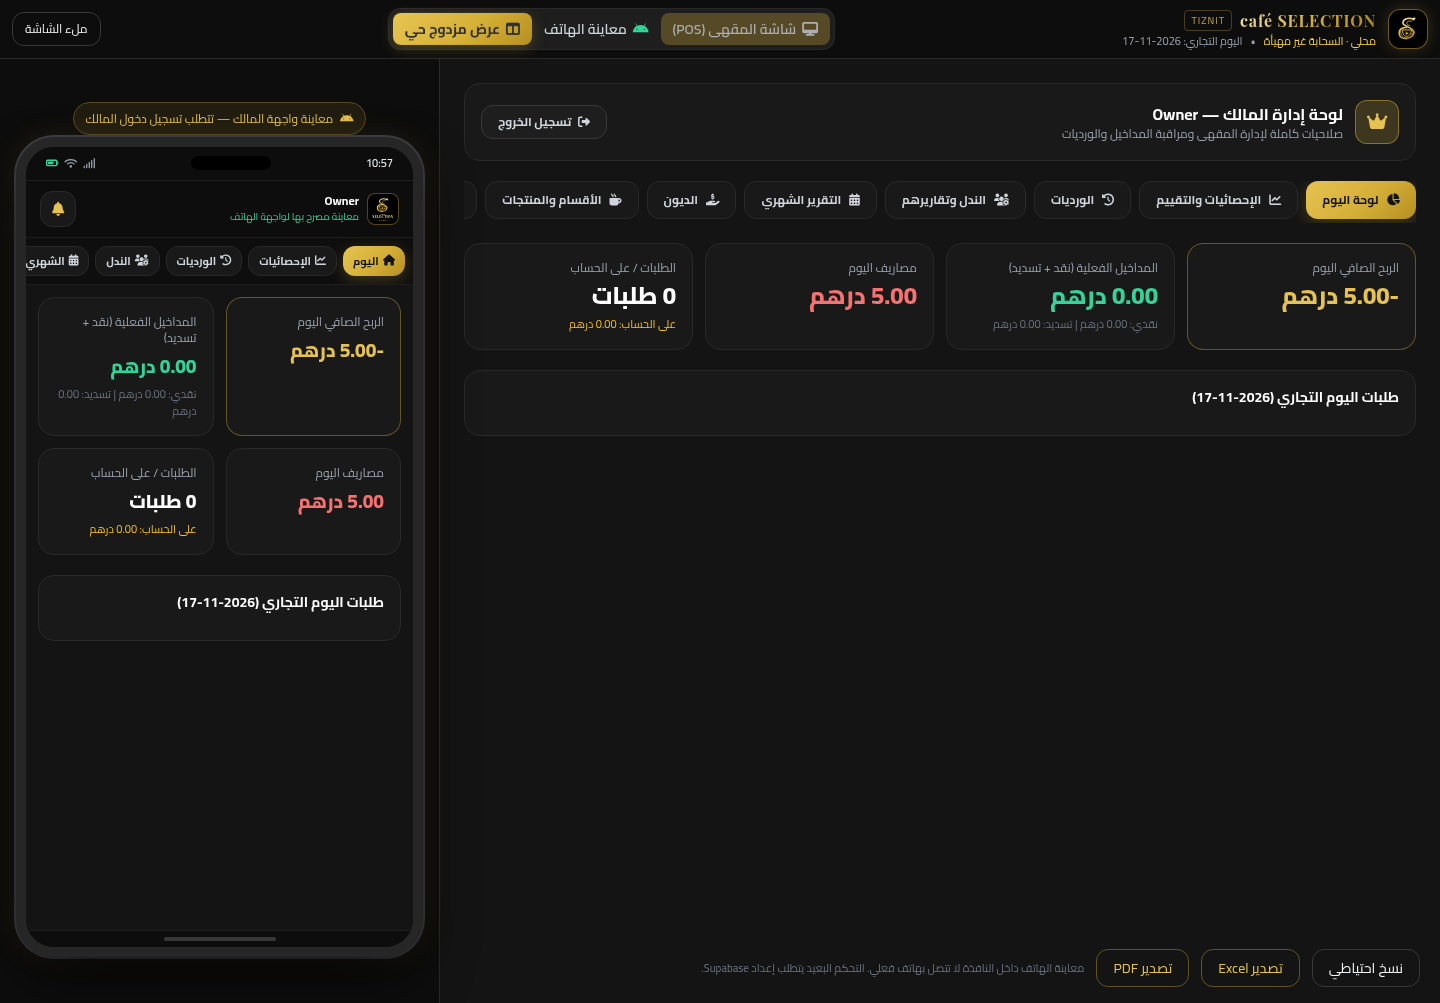 café SELECTION TIZNIT
محلي · السحابة غير مهيأة • اليوم التجاري: 2026-11-17
شاشة المقهى (POS)
معاينة الهاتف
عرض مزدوج حي
ملء الشاشة
لوحة إدارة المالك — Owner
صلاحيات كاملة لإدارة المقهى ومراقبة المداخيل والورديات
تسجيل الخروج
لوحة اليوم
الإحصائيات والتقييم
الورديات
الندل وتقاريرهم
التقرير الشهري
الديون
الأقسام والمنتجات
الربح الصافي اليوم
-5.00 درهم
المداخيل الفعلية (نقد + تسديد)
0.00 درهم
نقدي: 0.00 درهم | تسديد: 0.00 درهم
مصاريف اليوم
5.00 درهم
الطلبات / على الحساب
0 طلبات
على الحساب: 0.00 درهم
طلبات اليوم التجاري (2026-11-17)
نسخ احتياطي
تصدير Excel
تصدير PDF
معاينة الهاتف داخل النافذة لا تتصل بهاتف فعلي. التحكم البعيد يتطلب إعداد Supabase.
معاينة واجهة المالك — تتطلب تسجيل دخول المالك
10:57
Owner
معاينة مصرح بها لواجهة الهاتف
اليوم
الإحصائيات
الورديات
الندل
الشهري
الربح الصافي اليوم
-5.00 درهم
المداخيل الفعلية (نقد +
تسديد)
0.00 درهم
نقدي: 0.00 درهم | تسديد: 0.00
درهم
مصاريف اليوم
5.00 درهم
الطلبات / على الحساب
0 طلبات
على الحساب: 0.00 درهم
طلبات اليوم التجاري (2026-11-17)